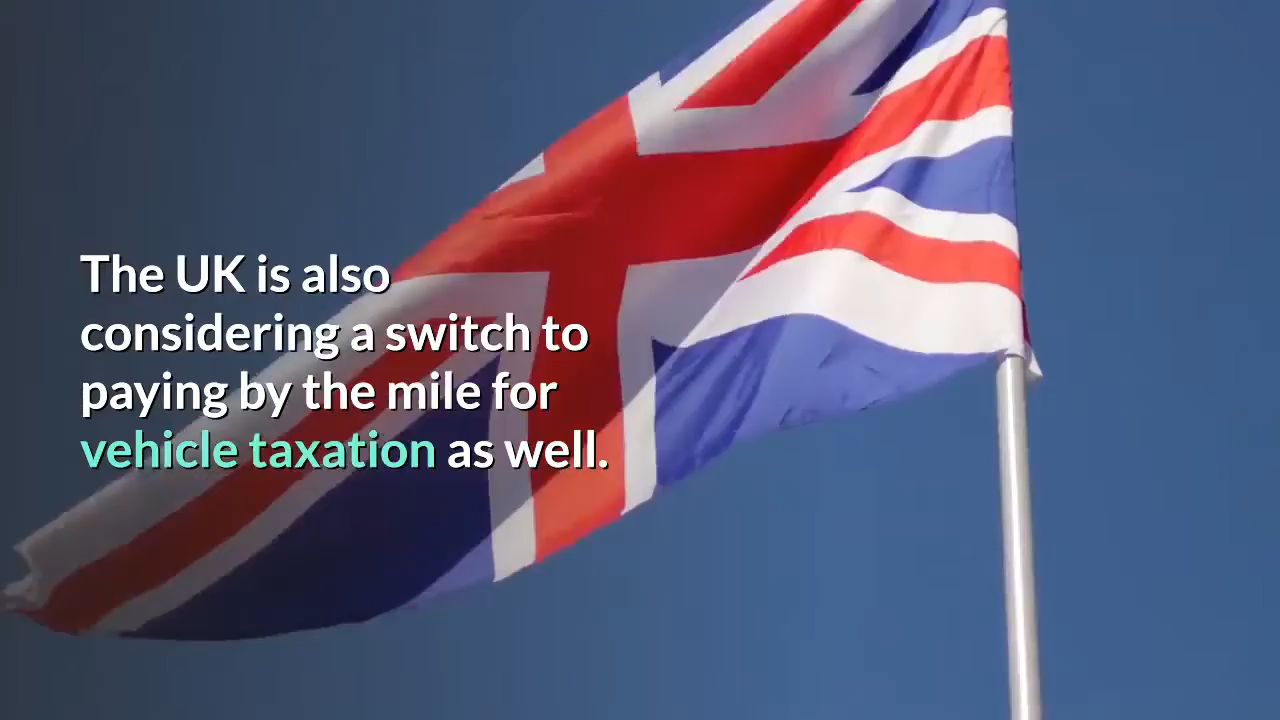 The UK is also
considering a switch to
paying by the mile for
vehicle taxation as well.